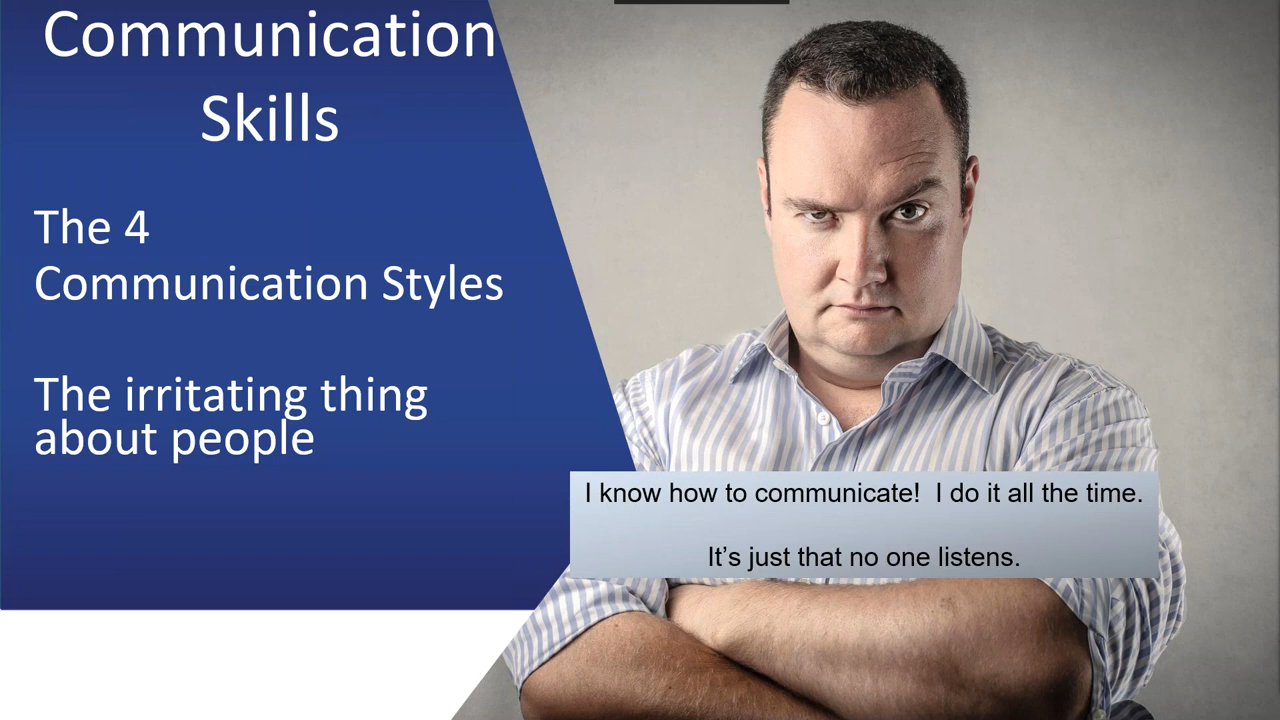 Communication
Skills
The 4
Communication Styles
The irritating thing
about people
I know how to communicate!  I do it all the time.
It’s just that no one listens.